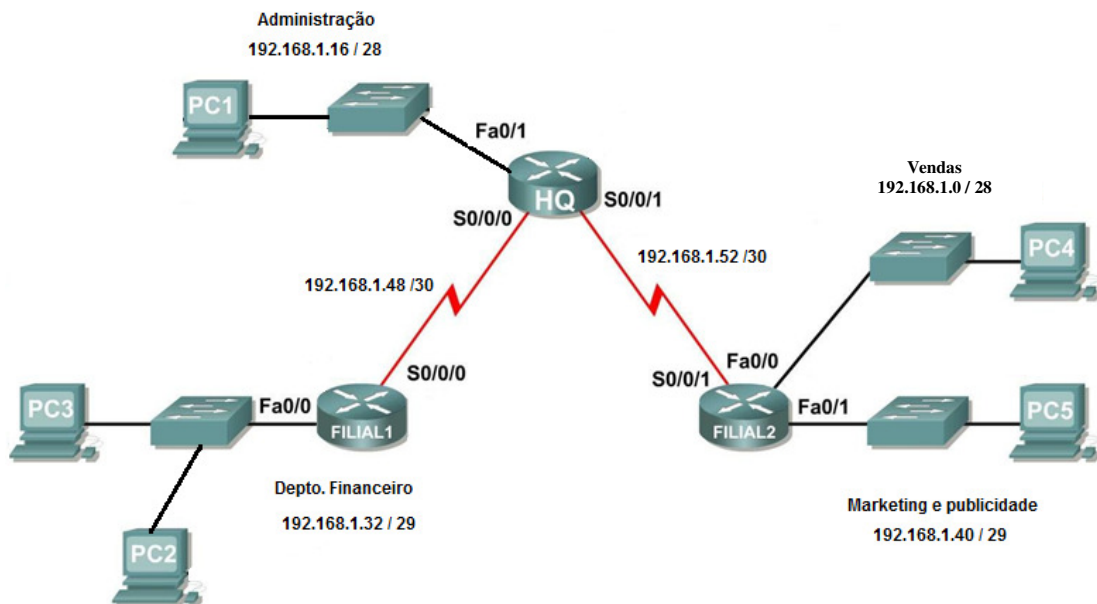 Administração
192.168.1.16 / 28
PC1
Fa0/1
HQ
S0/0/0
S0/0/1
Vendas
192.168.1.0 / 28
PC4
192.168.1.48 /30
192.168.1.52 /30
S0/0/0
Fa0/0
S0/0/1
PC3
Fa0/0
FILIAL1
FILIAL2
Fa0/1
PC5
Depto. Financeiro
192.168.1.32 / 29
PC2
Marketing e publicidade
192.168.1.40 / 29